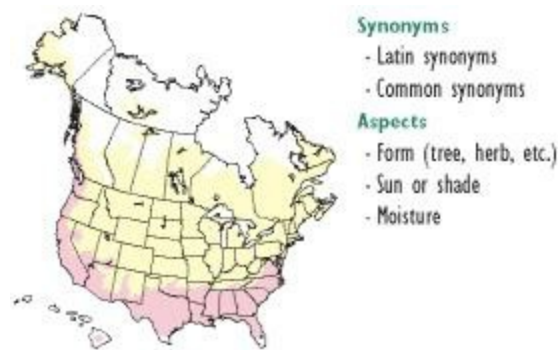 Synonyms
- Latin synonyms
- Common synonyms
Aspects
- Form (tree, herb, etc.)
- Sun or shade
- Moisture